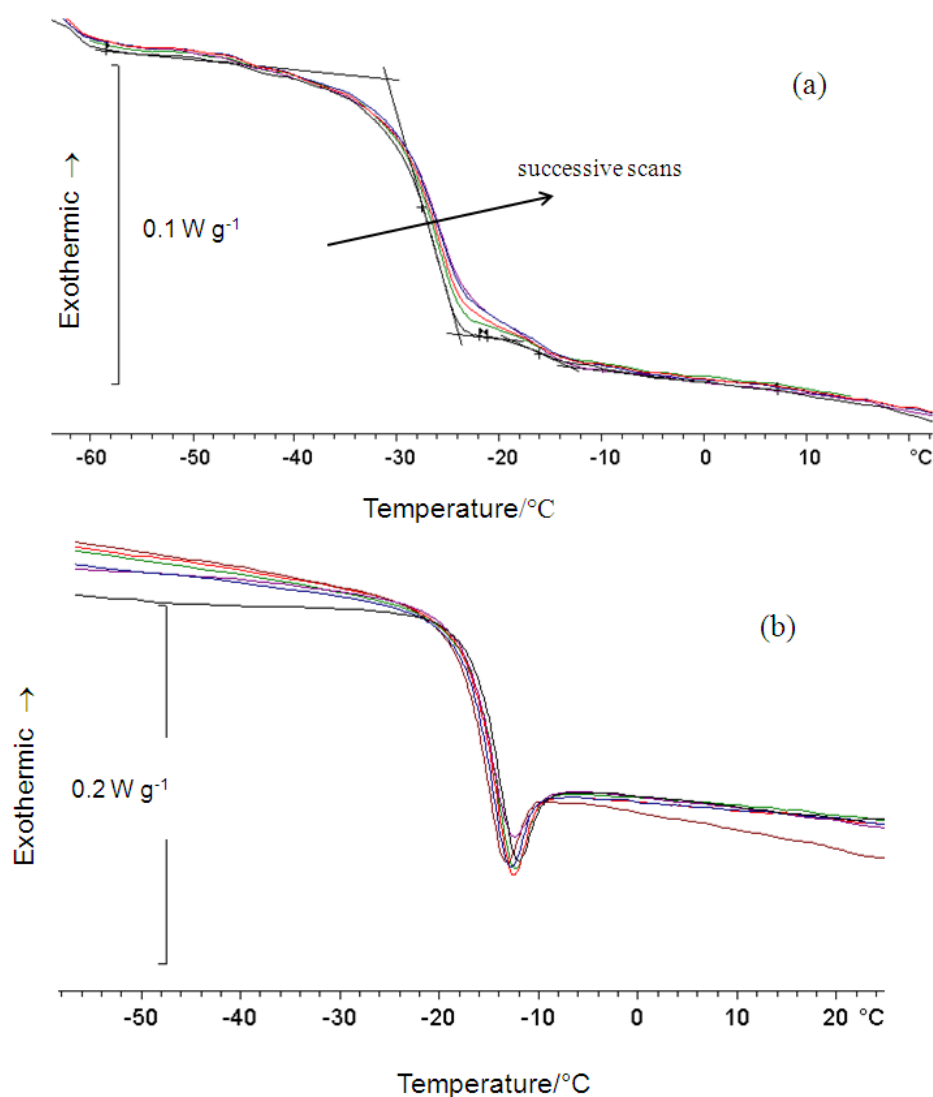 (a)
successive scans
Exothermic →
0.1 W g⁻¹
-60 -50 -40 -30 -20 -10 0 10 °C
Temperature/°C
(b)
Exothermic →
0.2 W g⁻¹
-50 -40 -30 -20 -10 0 10 20 °C
Temperature/°C